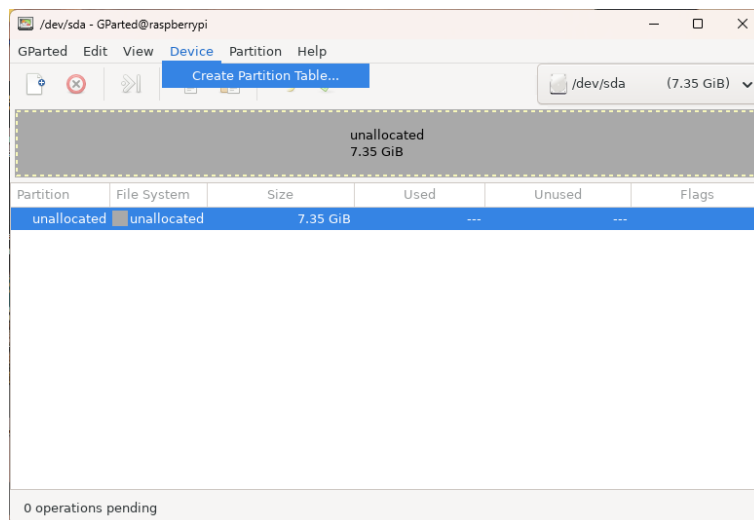 /dev/sda - GParted@raspberrypi
GParted Edit View Device Partition Help
Create Partition Table...
/dev/sda (7.35 GiB)
unallocated
7.35 GiB
Partition File System Size Used Unused Flags
unallocated unallocated 7.35 GiB --- ---
0 operations pending